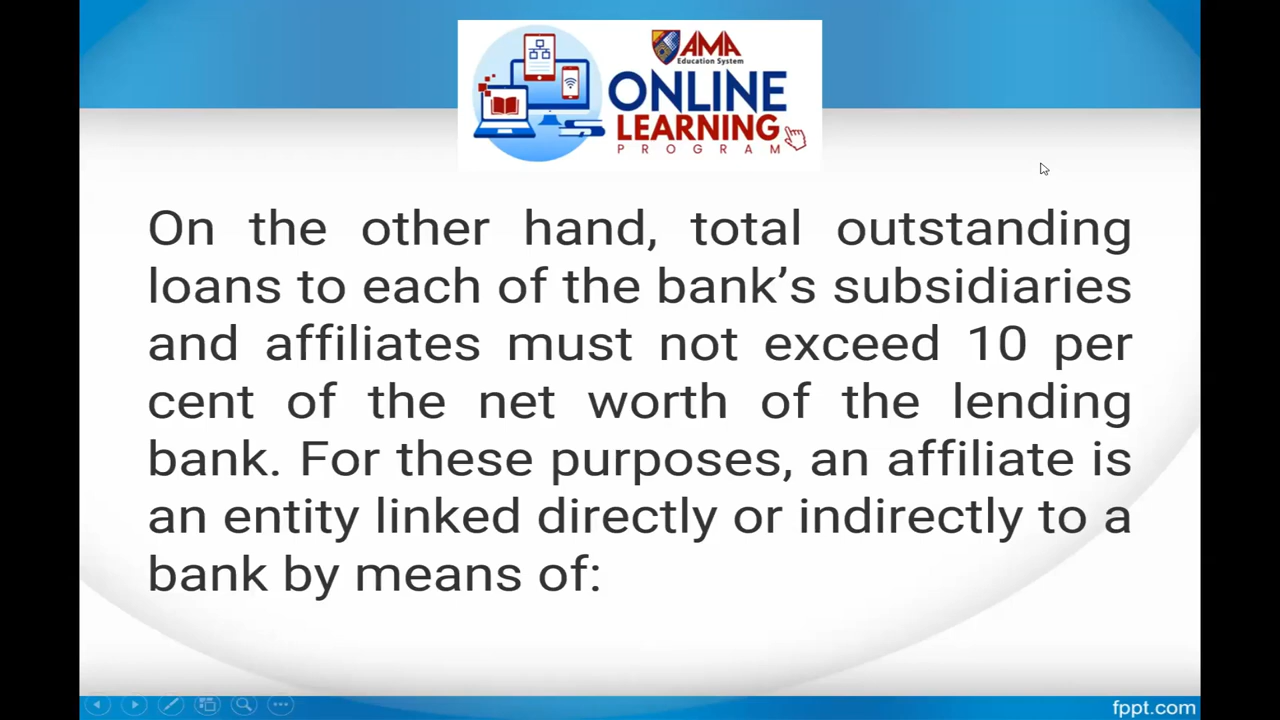 AMA
Education System
ONLINE
LEARNING
PROGRAM
On the other hand, total outstanding
loans to each of the bank’s subsidiaries
and affiliates must not exceed 10 per
cent of the net worth of the lending
bank. For these purposes, an affiliate is
an entity linked directly or indirectly to a
bank by means of:
fppt.com